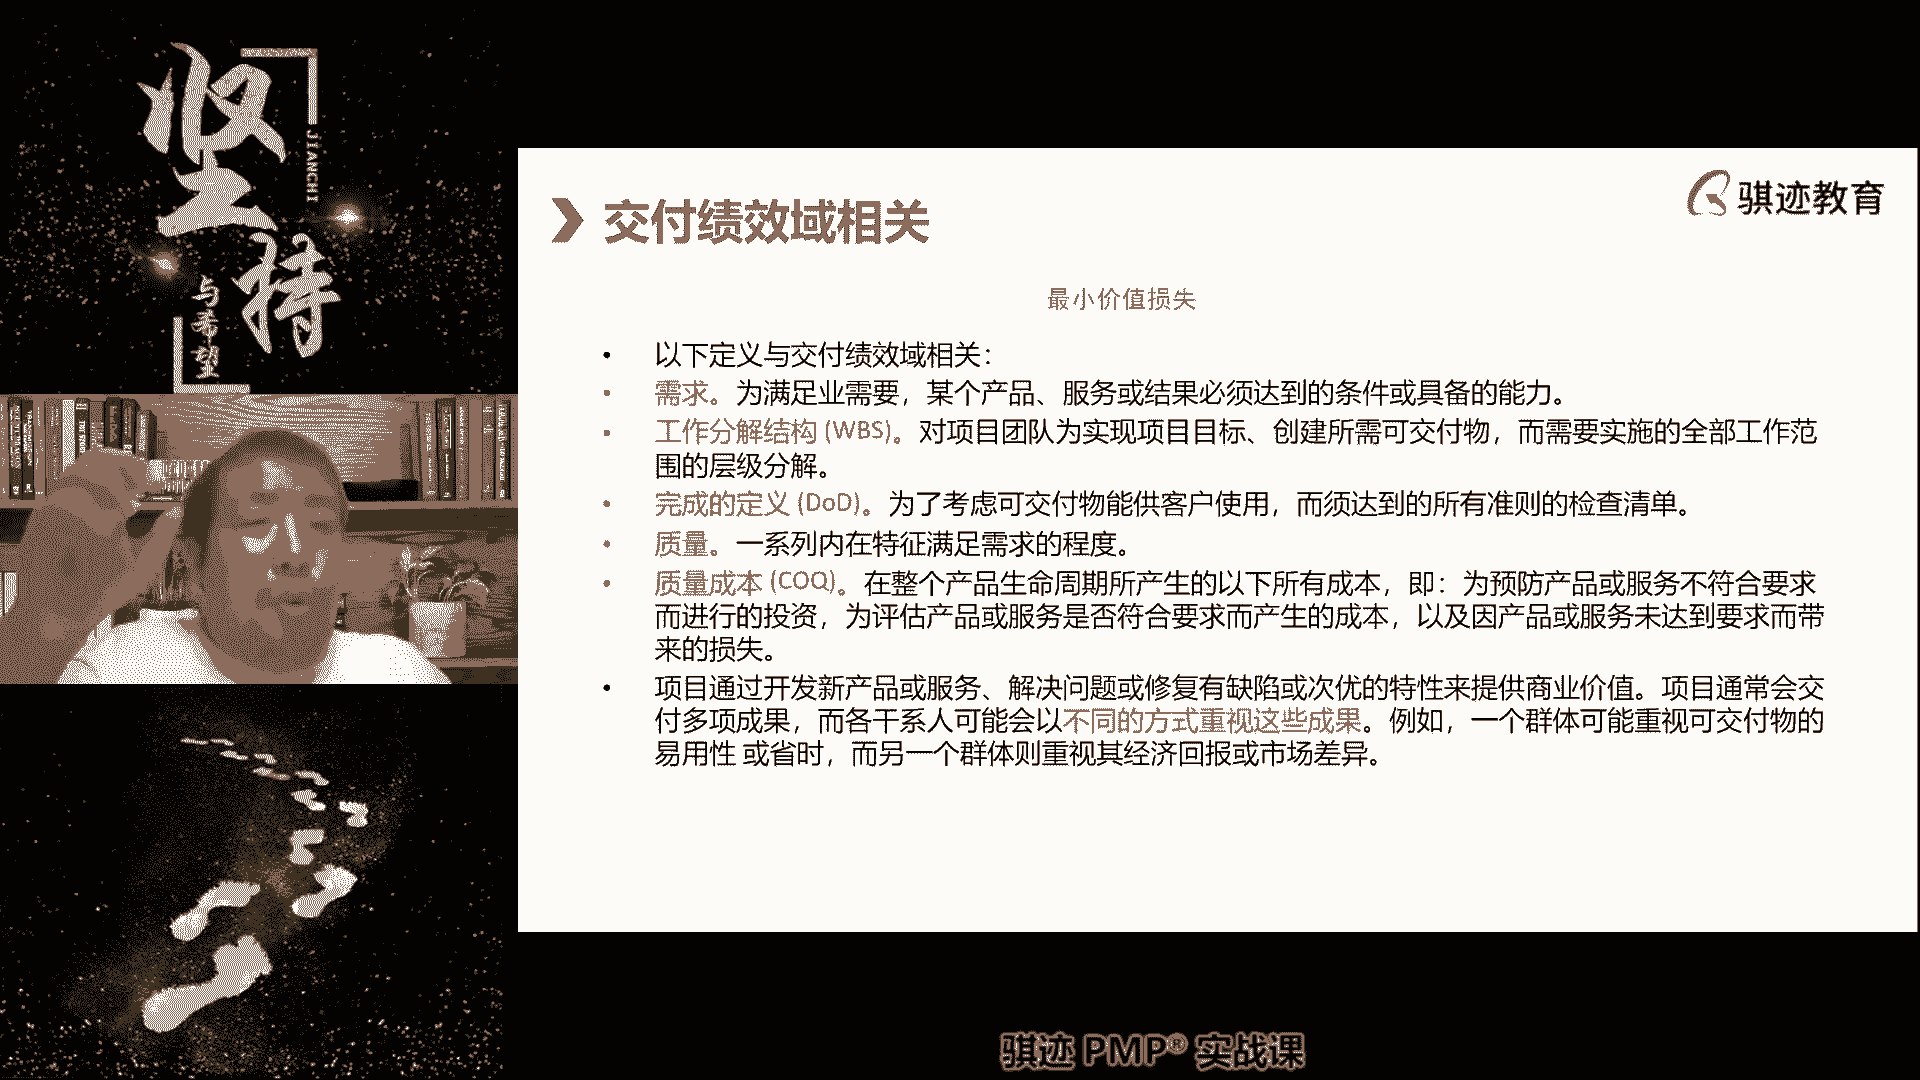 坚持
JIANCHI
与希望
骐迹教育
交付绩效域相关
最小价值损失
• 以下定义与交付绩效域相关：
• 需求。为满足业需要，某个产品、服务或结果必须达到的条件或具备的能力。
• 工作分解结构 (WBS)。对项目团队为实现项目目标、创建所需可交付物，而需要实施的全部工作范
围的层级分解。
• 完成的定义 (DoD)。为了考虑可交付物能供客户使用，而须达到的所有准则的检查清单。
• 质量。一系列内在特征满足需求的程度。
• 质量成本 (COQ)。在整个产品生命周期所产生的以下所有成本，即：为预防产品或服务不符合要求
而进行的投资，为评估产品或服务是否符合要求而产生的成本，以及因产品或服务未达到要求而带
来的损失。
• 项目通过开发新产品或服务、解决问题或修复有缺陷或次优的特性来提供商业价值。项目通常会交
付多项成果，而各干系人可能会以不同的方式重视这些成果。例如，一个群体可能重视可交付物的
易用性 或省时，而另一个群体则重视其经济回报或市场差异。
骐迹 PMP® 实战课